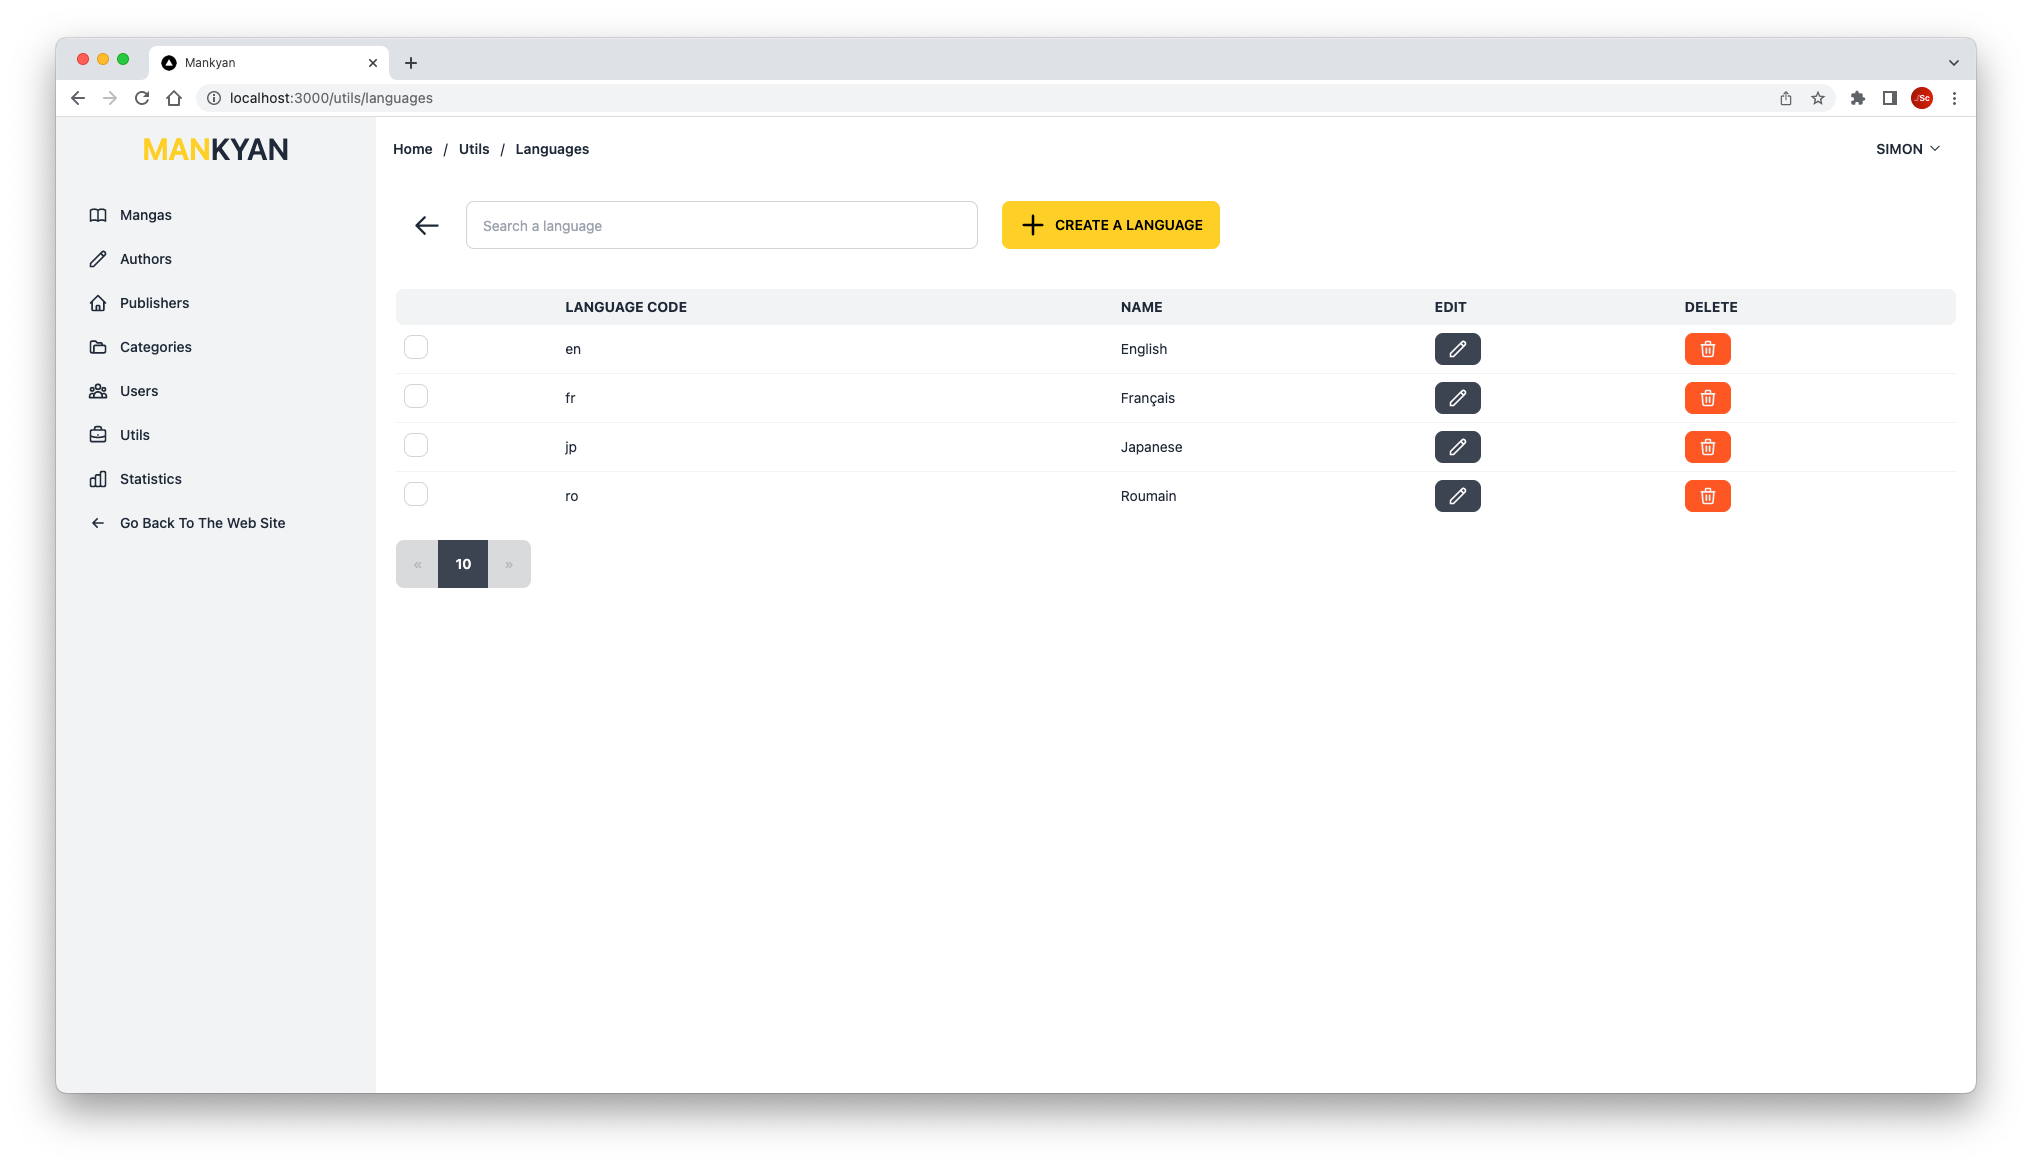 Mankyan
localhost:3000/utils/languages
MANKYAN
Home / Utils / Languages
SIMON
Mangas
Authors
Publishers
Categories
Users
Utils
Statistics
Go Back To The Web Site
Search a language
CREATE A LANGUAGE
LANGUAGE CODE NAME EDIT DELETE
en English
fr Français
jp Japanese
ro Roumain
« 10 »